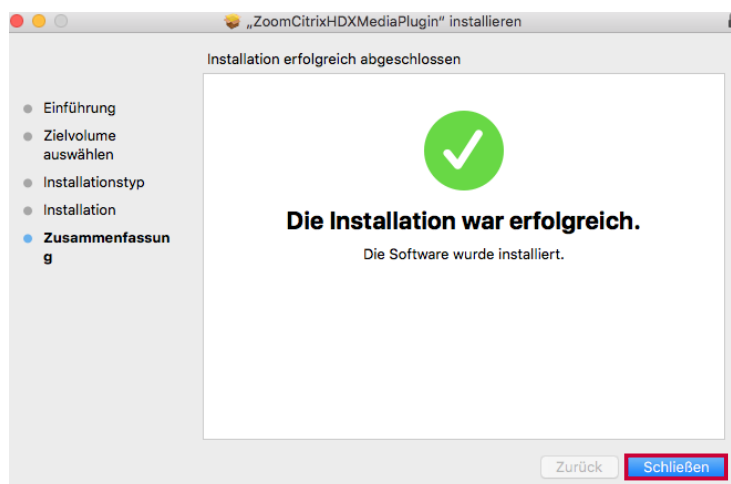 „ZoomCitrixHDXMediaPlugin“ installieren
Installation erfolgreich abgeschlossen
Einführung
Zielvolume
auswählen
Installationstyp
Installation
Zusammenfassun
g
Die Installation war erfolgreich.
Die Software wurde installiert.
Zurück
Schließen